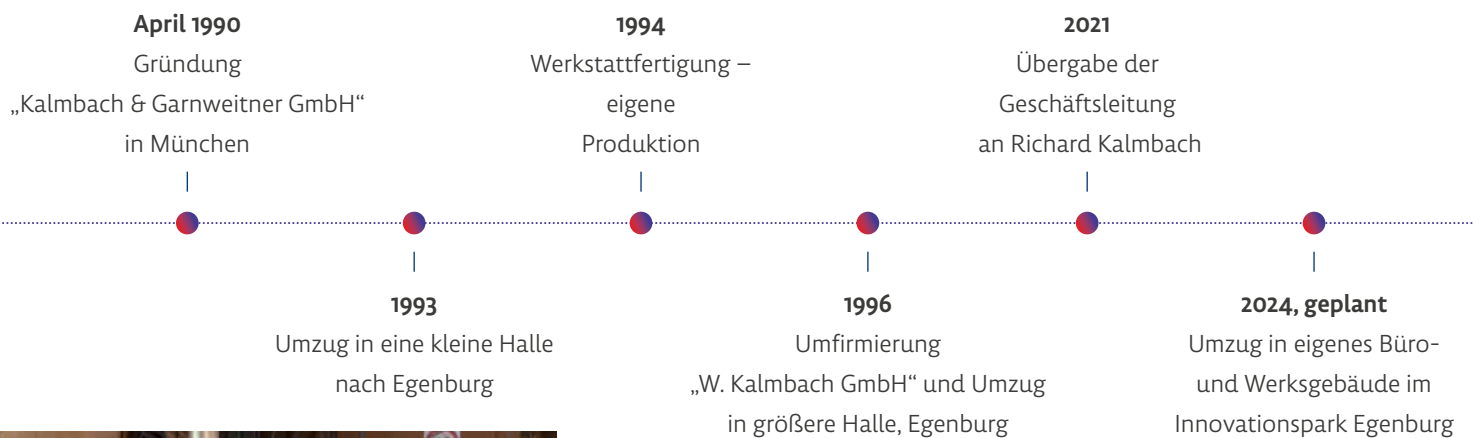 April 1990
Gründung
„Kalmbach & Garnweitner GmbH“
in München
1993
Umzug in eine kleine Halle
nach Egenburg
1994
Werkstattfertigung –
eigene
Produktion
1996
Umfirmierung
„W. Kalmbach GmbH“ und Umzug
in größere Halle, Egenburg
2021
Übergabe der
Geschäftsleitung
an Richard Kalmbach
2024, geplant
Umzug in eigenes Büro-
und Werksgebäude im
Innovationspark Egenburg